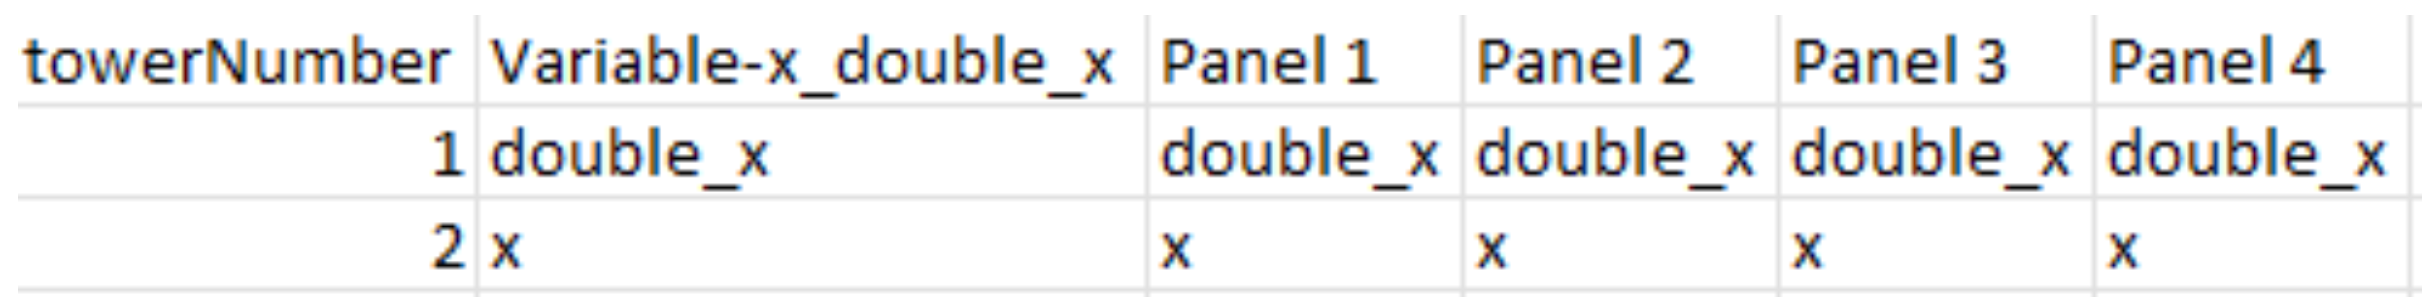 towerNumber Variable-x_double_x Panel 1 Panel 2 Panel 3 Panel 4
1 double_x double_x double_x double_x double_x
2 x x x x x